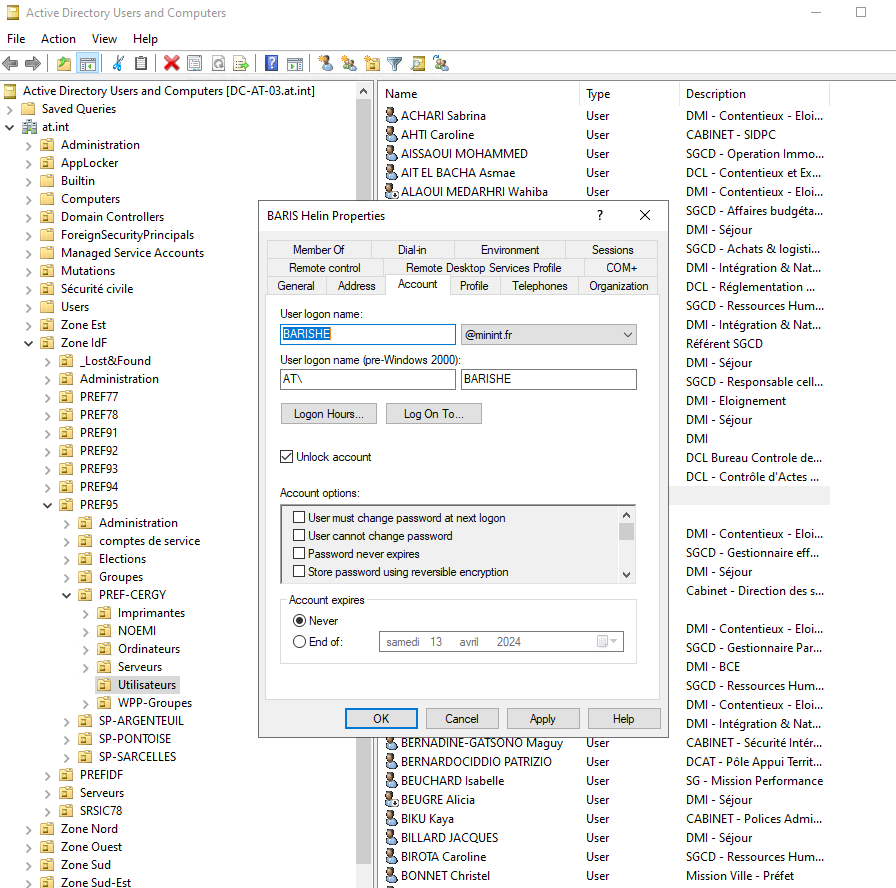 Active Directory Users and Computers
File Action View Help
Active Directory Users and Computers [DC-AT-03.at.int]
Saved Queries
at.int
Administration
AppLocker
Builtin
Computers
Domain Controllers
ForeignSecurityPrincipals
Managed Service Accounts
Mutations
Sécurité civile
Users
Zone Est
Zone IdF
_Lost&Found
Administration
PREF77
PREF78
PREF91
PREF92
PREF93
PREF94
PREF95
Administration
comptes de service
Elections
Groupes
PREF-CERGY
Imprimantes
NOEMI
Ordinateurs
Serveurs
Utilisateurs
WPP-Groupes
SP-ARGENTEUIL
SP-PONTOISE
SP-SARCELLES
PREFIDF
Serveurs
SRSIC78
Zone Nord
Zone Ouest
Zone Sud
Zone Sud-Est
Name Type Description
ACHARI Sabrina User DMI - Contentieux - Eloi...
AHTI Caroline User CABINET - SIDPC
AISSAOUI MOHAMMED User SGCD - Operation Immo...
AIT EL BACHA Asmae User DCL - Contentieux et Ex...
ALAOUI MEDARHRI Wahiba User DMI - Contentieux - Eloi...
SGCD - Affaires budgéta...
DMI - Séjour
SGCD - Achats & logisti...
DMI - Intégration & Nat...
DCL - Réglementation ...
SGCD - Ressources Hum...
DMI - Intégration & Nat...
Référent SGCD
DMI - Séjour
SGCD - Responsable cell...
DMI - Eloignement
DMI - Séjour
DMI
DCL Bureau Controle de...
DCL - Contrôle d'Actes ...
DMI - Contentieux - Eloi...
SGCD - Gestionnaire eff...
DMI - Séjour
Cabinet - Direction des s...
DMI - Contentieux - Eloi...
SGCD - Gestionnaire Par...
DMI - BCE
SGCD - Ressources Hum...
DMI - Contentieux - Eloi...
DMI - Intégration & Nat...
BERNADINE-GATSONO Maguy User CABINET - Sécurité Intér...
BERNARDOCIDDIO PATRIZIO User DCAT - Pôle Appui Territ...
BEUCHARD Isabelle User SG - Mission Performance
BEUGRE Alicia User DMI - Séjour
BIKU Kaya User CABINET - Polices Admi...
BILLARD JACQUES User DMI - Séjour
BIROTA Caroline User SGCD - Ressources Hum...
BONNET Christel User Mission Ville - Préfet
BARIS Helin Properties ?
Member Of Dial-in Environment Sessions
Remote control Remote Desktop Services Profile COM+
General Address Account Profile Telephones Organization
User logon name:
BARISHE @minint.fr
User logon name (pre-Windows 2000):
AT\ BARISHE
Logon Hours... Log On To...
Unlock account
Account options:
User must change password at next logon
User cannot change password
Password never expires
Store password using reversible encryption
Account expires
Never
End of: samedi 13 avril 2024
OK Cancel Apply Help